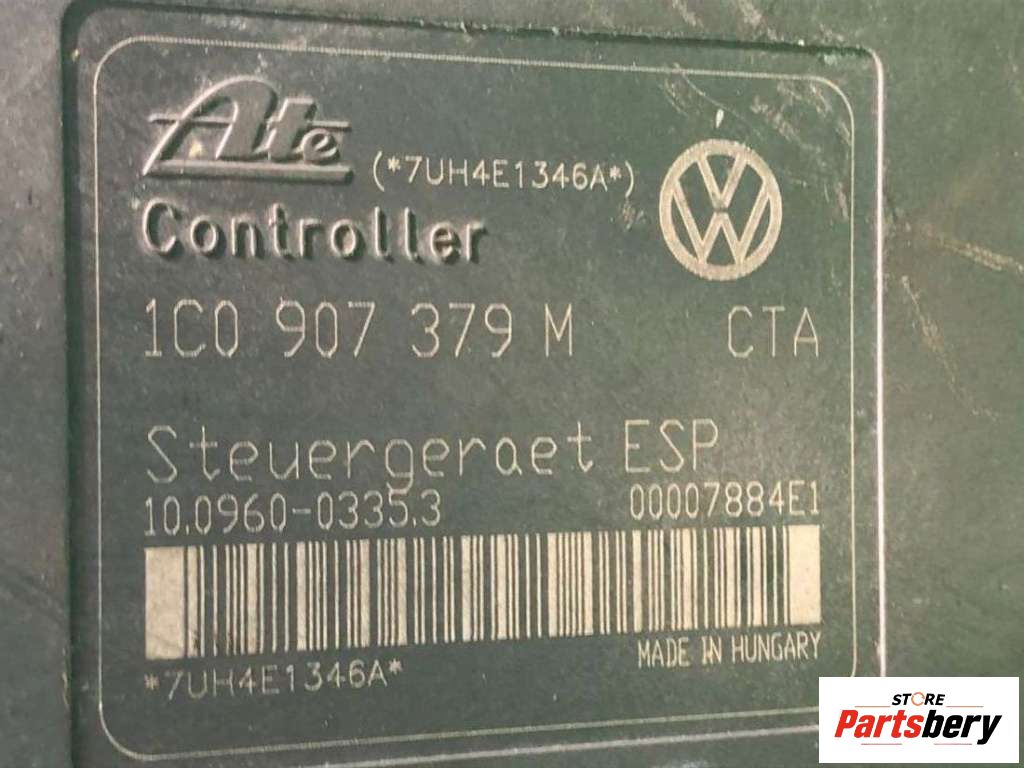 Ate (*7UH4E1346A*)
Controller
1C0 907 379 M CTA
Steuergeraet ESP
10.0960-0335.3 00007884E1
*7UH4E1346A* MADE IN HUNGARY
STORE
Partsbery